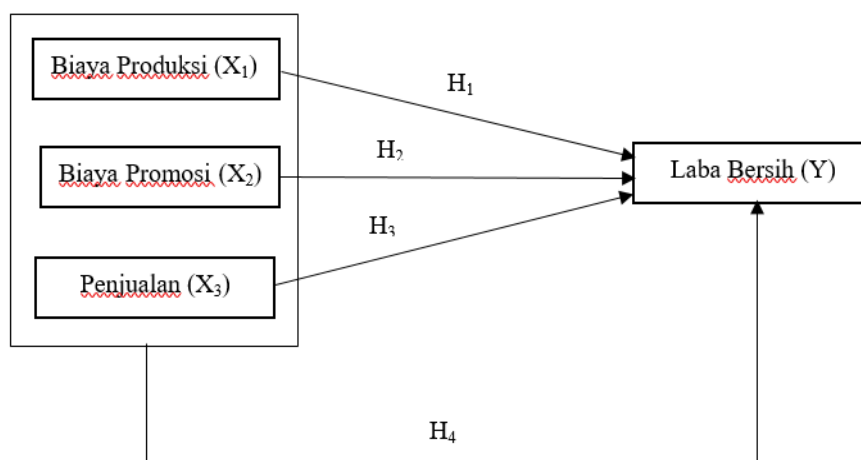 Biaya Produksi (X₁)
H₁
Biaya Promosi (X₂)
H₂
Laba Bersih (Y)
H₃
Penjualan (X₃)
H₄